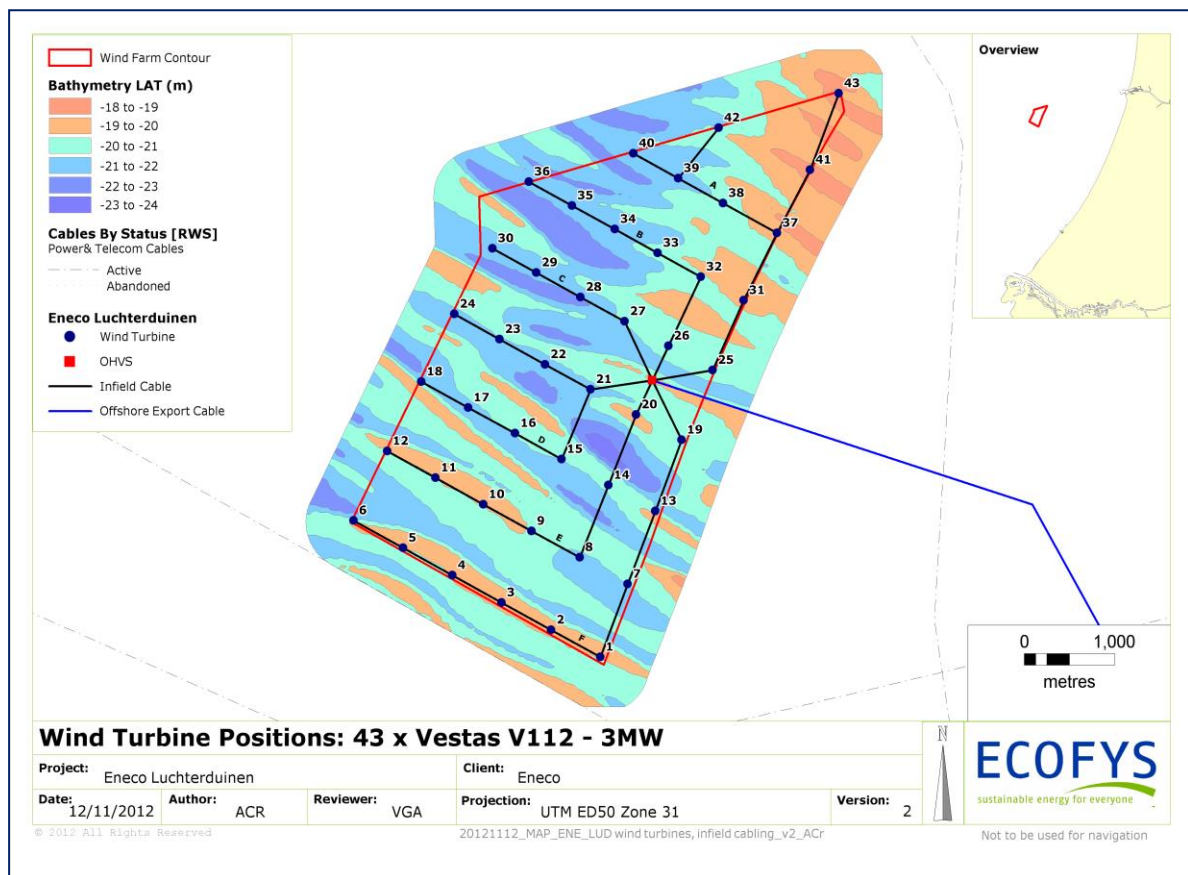 Wind Farm Contour
Bathymetry LAT (m)
-18 to -19
-19 to -20
-20 to -21
-21 to -22
-22 to -23
-23 to -24
Cables By Status [RWS]
Power& Telecom Cables
Active
Abandoned
Eneco Luchterduinen
Wind Turbine
OHVS
Infield Cable
Offshore Export Cable
Overview
43
42
40
41
39
A
38
36
35
37
34
B
33
32
30
29
C
28
31
27
24
23
26
22
25
21
18
17
20
16
D
15
19
12
11
14
10
13
9
E
8
6
5
4
7
3
2
F
1
0 1,000
metres
Wind Turbine Positions: 43 x Vestas V112 - 3MW
Project: Eneco Luchterduinen
Client: Eneco
Date: 12/11/2012
Author: ACR
Reviewer: VGA
Projection: UTM ED50 Zone 31
Version: 2
N
ECOFYS
sustainable energy for everyone
© 2012 All Rights Reserved
20121112_MAP_ENE_LUD wind turbines, infield cabling_v2_ACr
Not to be used for navigation